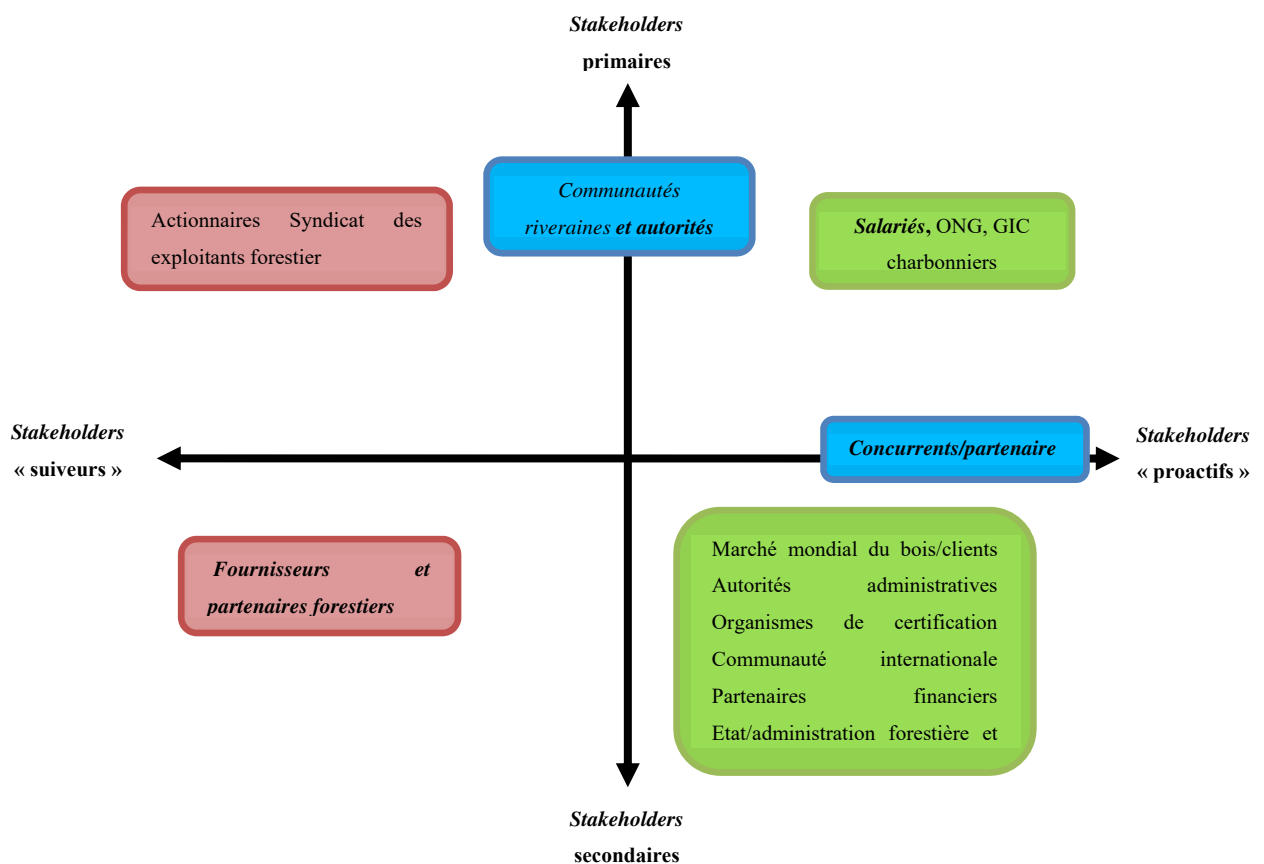 Stakeholders
primaires
Communautés
riveraines et autorités
Actionnaires Syndicat des
exploitants forestier
Salariés, ONG, GIC
charbonniers
Stakeholders
« suiveurs »
Concurrents/partenaire
Stakeholders
« proactifs »
Fournisseurs et
partenaires forestiers
Marché mondial du bois/clients
Autorités administratives
Organismes de certification
Communauté internationale
Partenaires financiers
Etat/administration forestière et
Stakeholders
secondaires